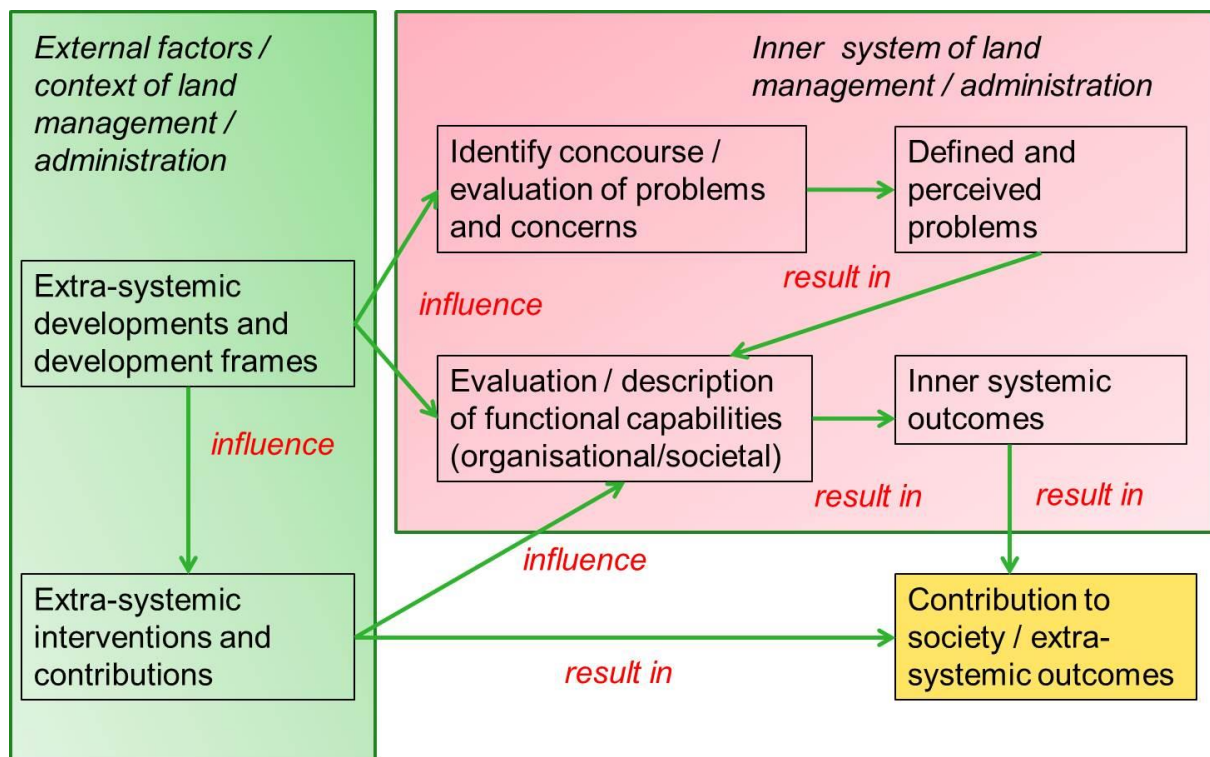 External factors /
context of land
management /
administration
Inner system of land
management / administration
Identify concourse /
evaluation of problems
and concerns
Defined and
perceived
problems
result in
influence
Extra-systemic
developments and
development frames
Evaluation / description
of functional capabilities
(organisational/societal)
Inner systemic
outcomes
influence
result in
result in
influence
Extra-systemic
interventions and
contributions
Contribution to
society / extra-
systemic outcomes
result in